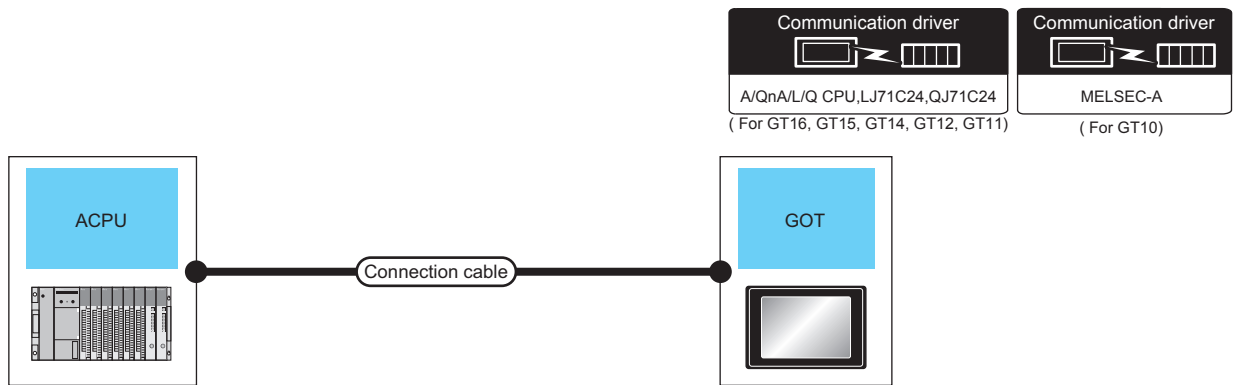 Communication driver
A/QnA/L/Q CPU,LJ71C24,QJ71C24
( For GT16, GT15, GT14, GT12, GT11)
Communication driver
MELSEC-A
( For GT10)
ACPU
Connection cable
GOT